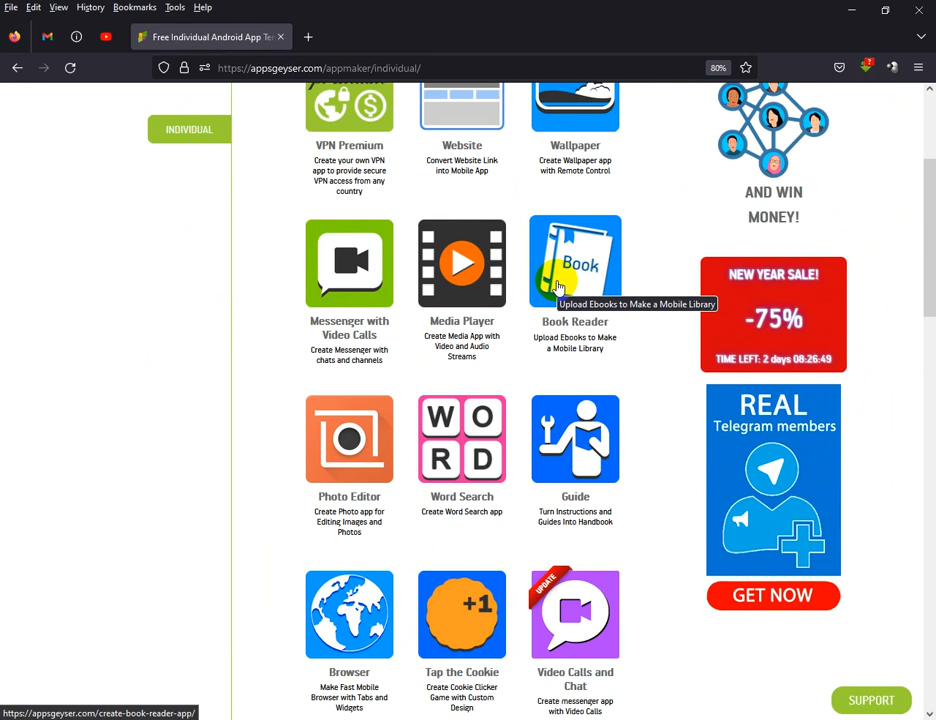 File Edit View History Bookmarks Tools Help
Free Individual Android App Te
https://appsgeyser.com/appmaker/individual/
80%
INDIVIDUAL
VPN Premium
Create your own VPN
app to provide secure
VPN access from any
country
Website
Convert Website Link
into Mobile App
Wallpaper
Create Wallpaper app
with Remote Control
AND WIN
MONEY!
Messenger with
Video Calls
Create Messenger with
chats and channels
Media Player
Create Media App with
Video and Audio
Streams
Book
Upload Ebooks to Make a Mobile Library
Book Reader
Upload Ebooks to Make
a Mobile Library
NEW YEAR SALE!
-75%
TIME LEFT: 2 days 08:26:49
REAL
Telegram members
GET NOW
Photo Editor
Create Photo app for
Editing Images and
Photos
W O
R D
Word Search
Create Word Search app
Guide
Turn Instructions and
Guides Into Handbook
Browser
Make Fast Mobile
Browser with Tabs and
Widgets
+1
Tap the Cookie
Create Cookie Clicker
Game with Custom
Design
UPDATE
Video Calls and
Chat
Create messenger app
with Video Calls
SUPPORT
https://appsgeyser.com/create-book-reader-app/